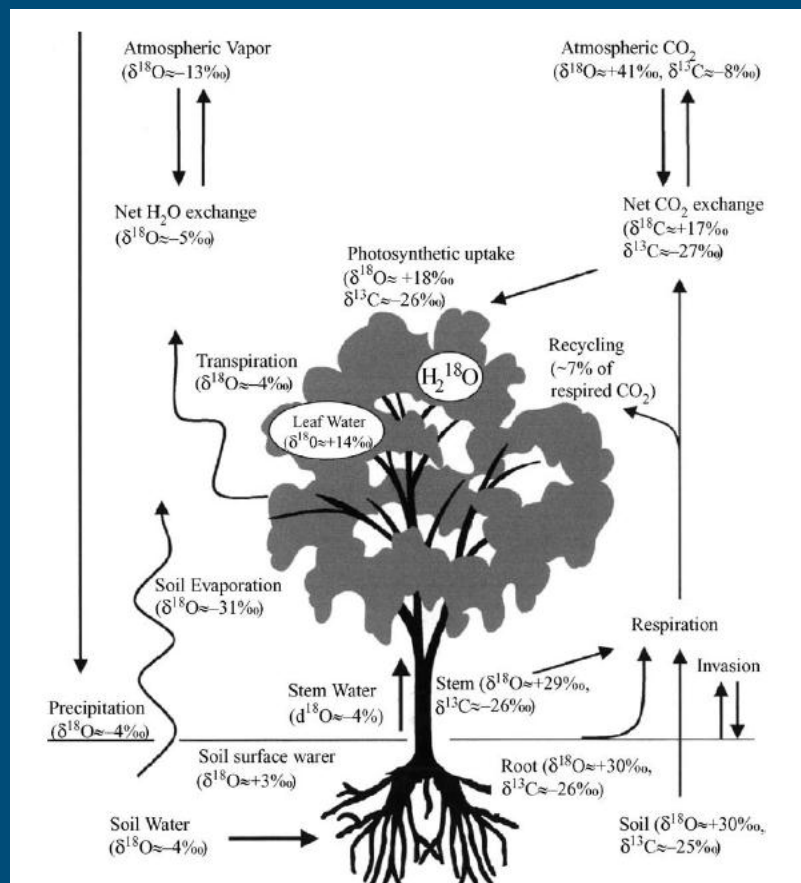 Atmospheric Vapor
(δ¹⁸O≈–13‰)
Atmospheric CO₂
(δ¹⁸O≈+41‰, δ¹³C≈–8‰)
Net H₂O exchange
(δ¹⁸O≈–5‰)
Net CO₂ exchange
(δ¹⁸C≈+17‰
δ¹³C≈–27‰)
Photosynthetic uptake
(δ¹⁸O≈ +18‰
δ¹³C≈–26‰)
Transpiration
(δ¹⁸O≈–4‰)
H₂¹⁸O
Recycling
(~7% of
respired CO₂)
Leaf Water
(δ¹⁸0≈+14‰)
Soil Evaporation
(δ¹⁸O≈–31‰)
Respiration
Invasion
Precipitation
(δ¹⁸O≈–4‰)
Stem Water
(d¹⁸O≈–4%)
Stem (δ¹⁸O≈+29‰,
δ¹³C≈–26‰)
Soil surface warer
(δ¹⁸O≈+3‰)
Root (δ¹⁸O≈+30‰,
δ¹³C≈–26‰)
Soil Water
(δ¹⁸O≈–4‰)
Soil (δ¹⁸O≈+30‰,
δ¹³C≈–25‰)